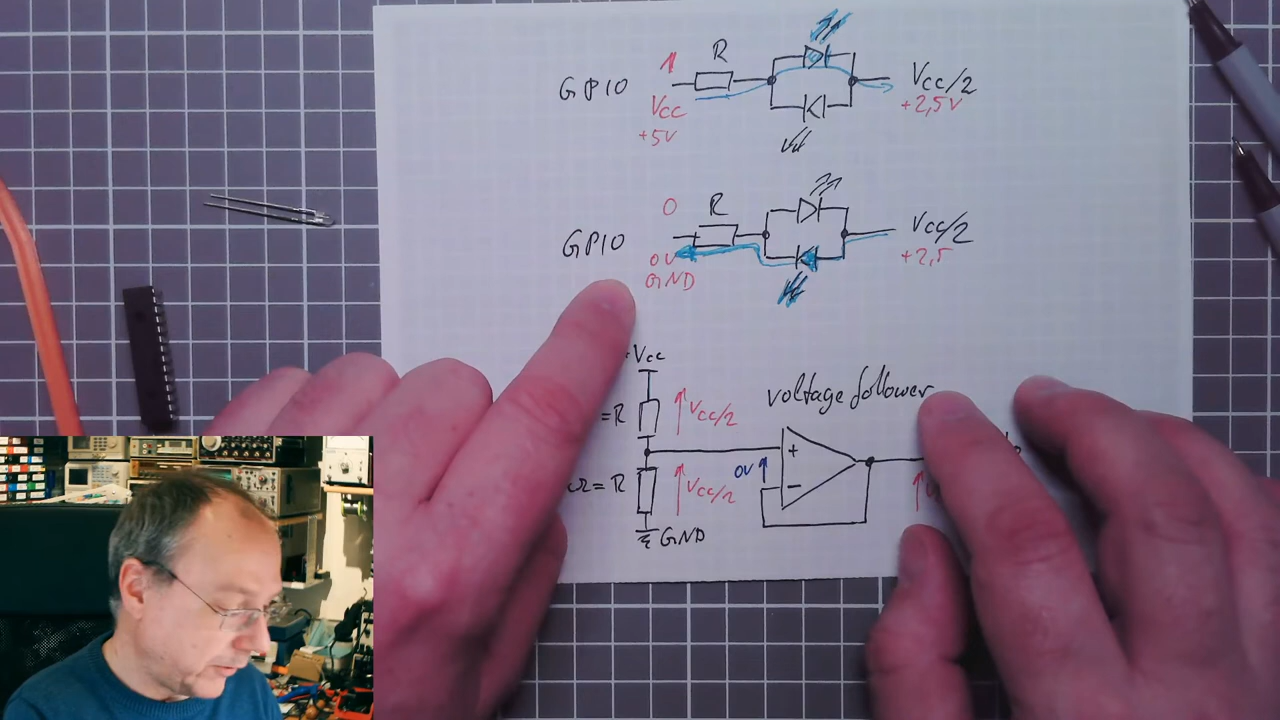 1 R
GPIO Vcc/2
Vcc +2,5V
+5V
0 R
GPIO Vcc/2
0V +2,5
GND
Vcc
voltage follower
= R Vcc/2
+
0V
= R Vcc/2 −
GND